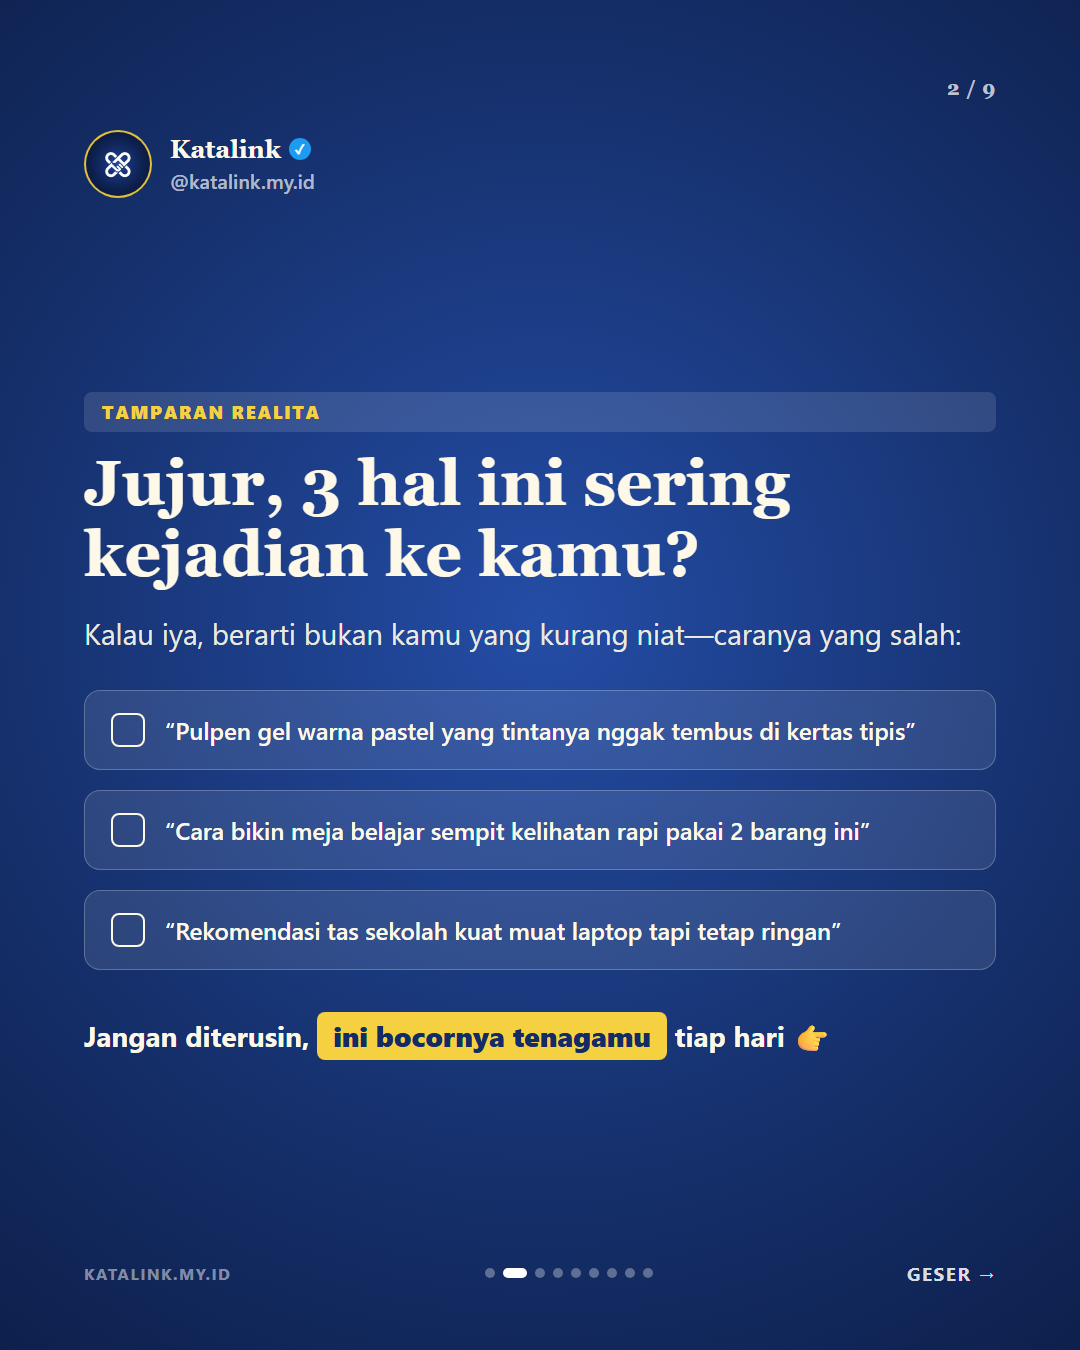 2 / 9
Katalink
@katalink.my.id
TAMPARAN REALITA
Jujur, 3 hal ini sering
kejadian ke kamu?
Kalau iya, berarti bukan kamu yang kurang niat—caranya yang salah:
“Pulpen gel warna pastel yang tintanya nggak tembus di kertas tipis”
“Cara bikin meja belajar sempit kelihatan rapi pakai 2 barang ini”
“Rekomendasi tas sekolah kuat muat laptop tapi tetap ringan”
Jangan diterusin, ini bocornya tenagamu tiap hari 👉
KATALINK.MY.ID
GESER →